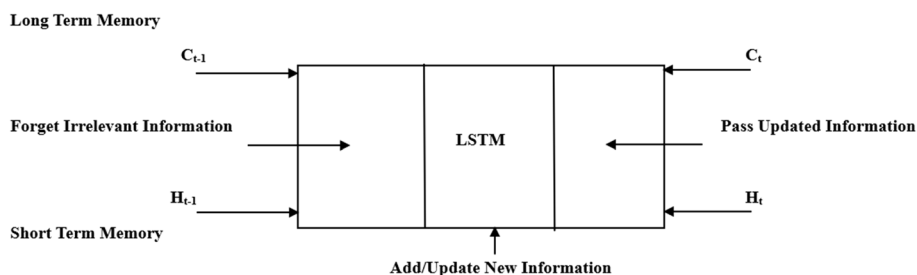 Long Term Memory
Ct-1
Ct
Forget Irrelevant Information
LSTM
Pass Updated Information
Ht-1
Ht
Short Term Memory
Add/Update New Information